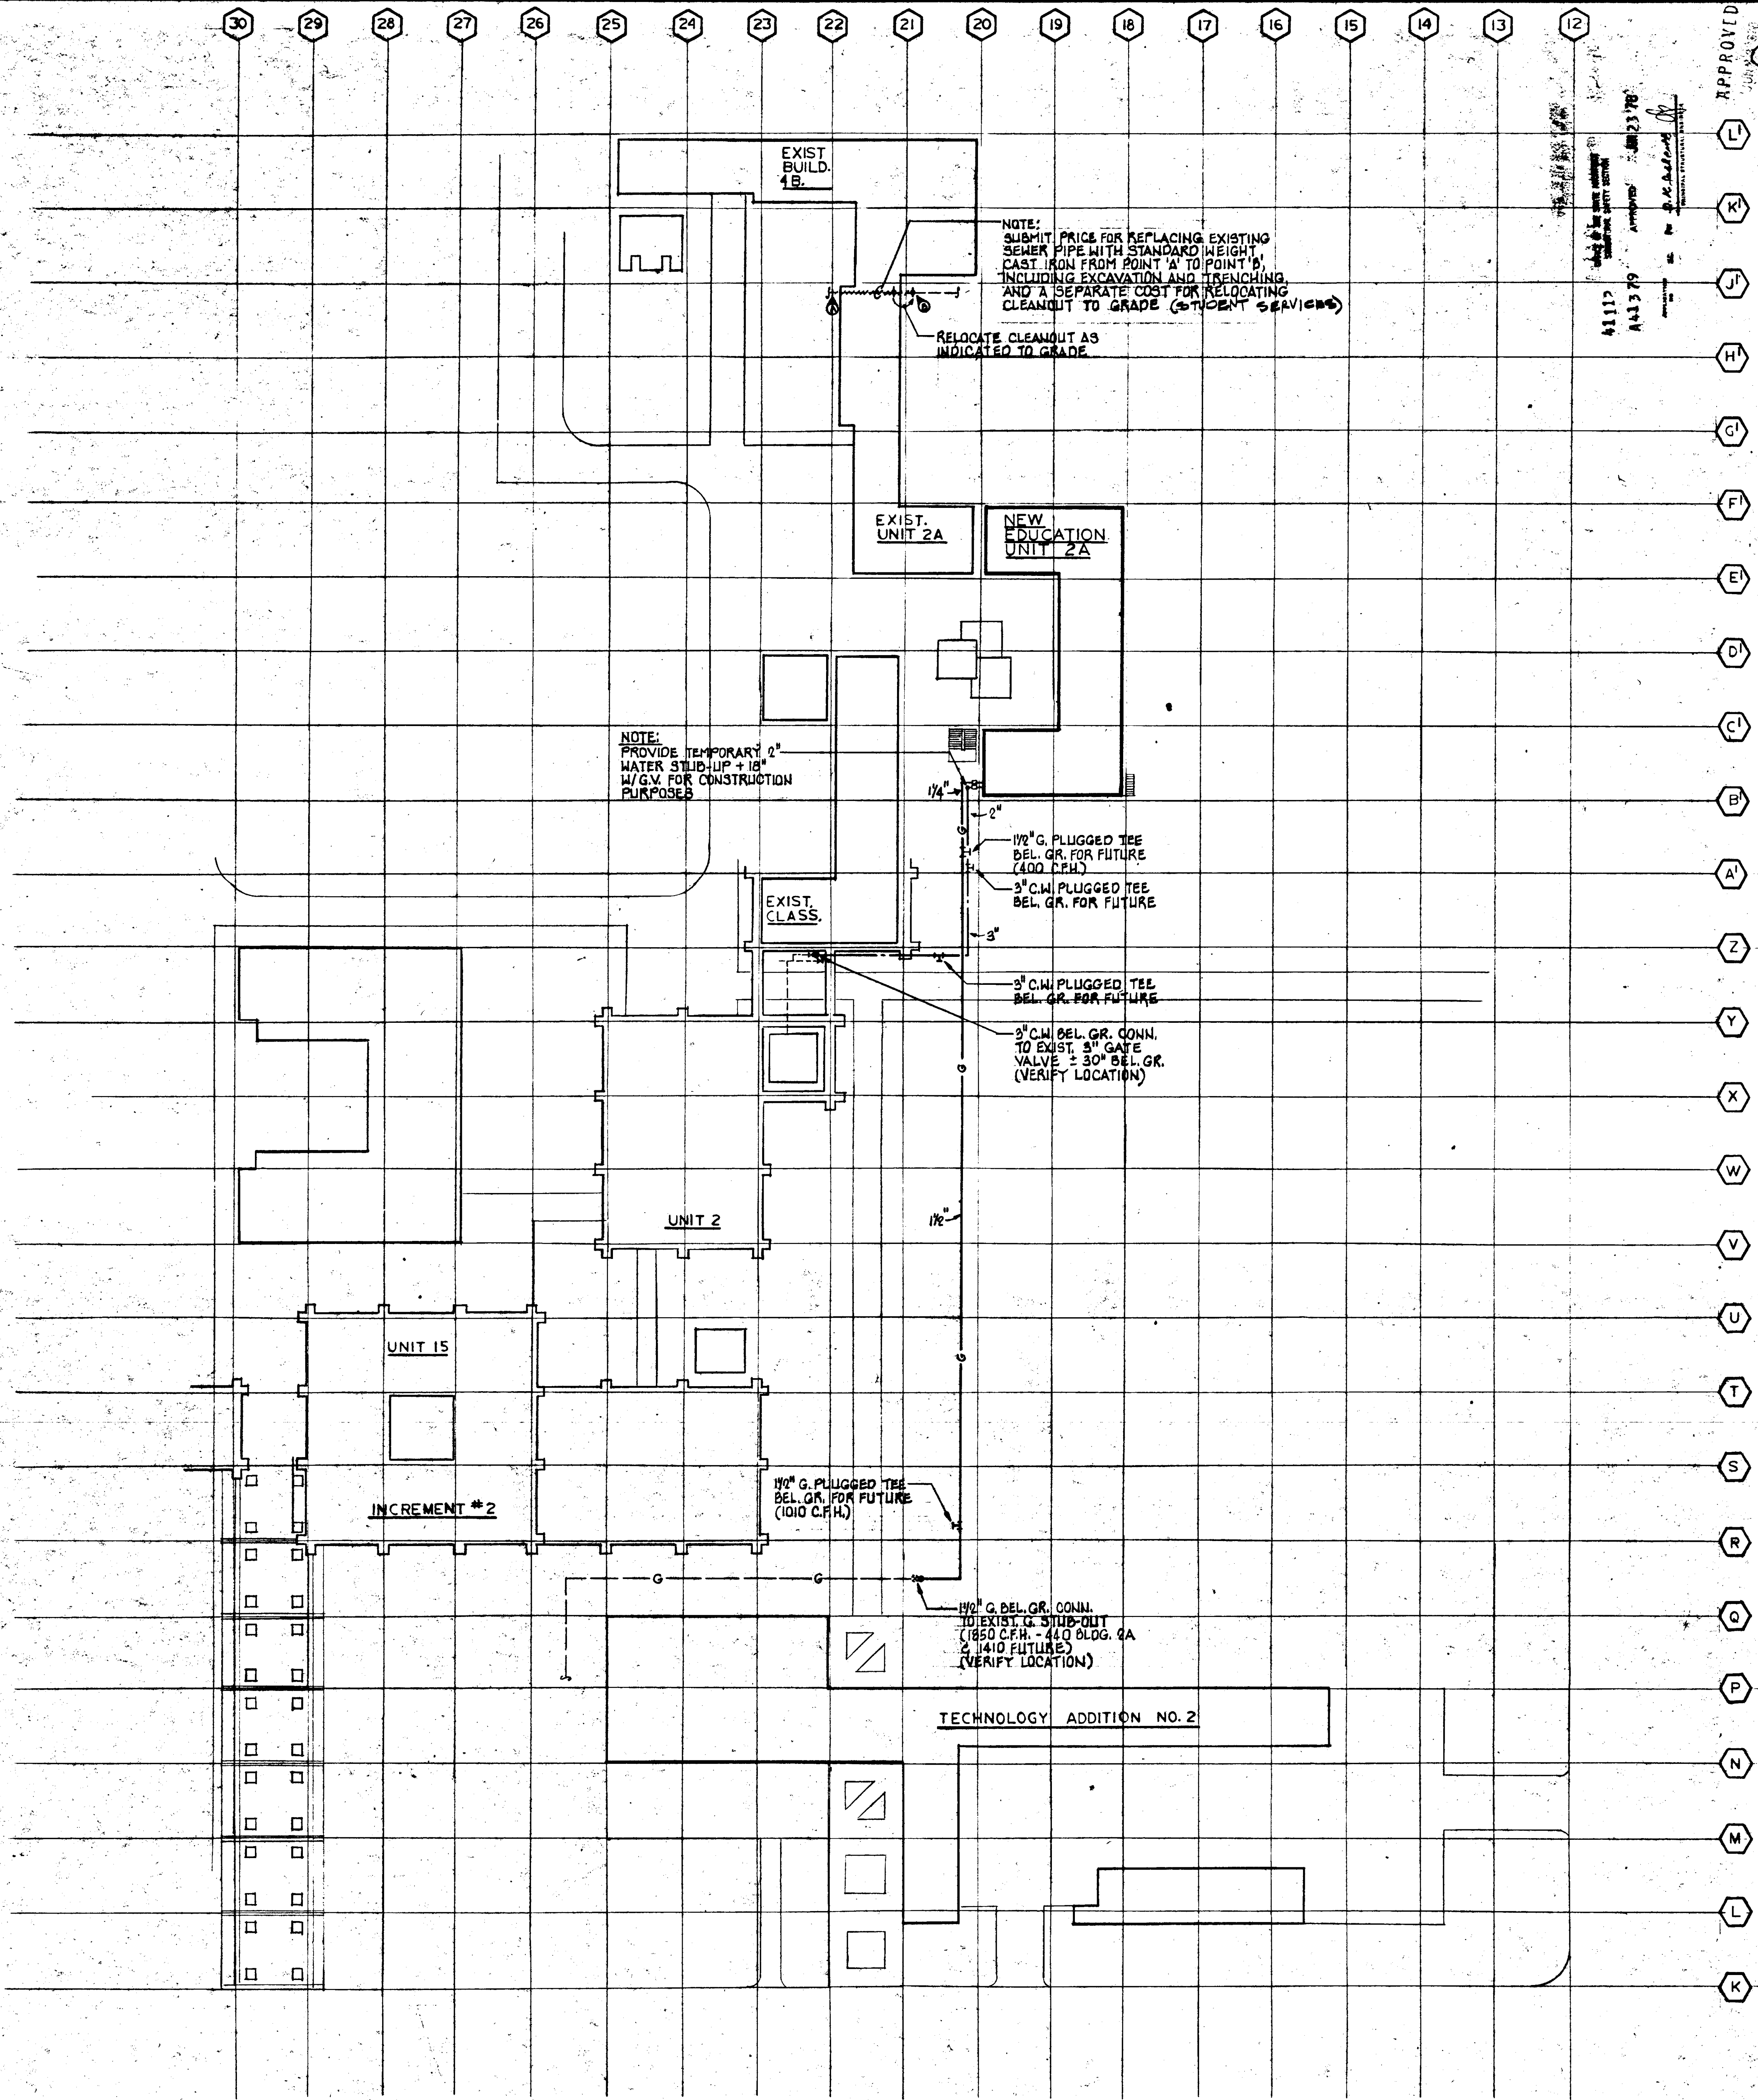 30 29 28 27 26 25 24 23 22 21 20 19 18 17 16 15 14 13 12
APPROVED
JUN 23 '78
APPROVED
41112
A41379
L'
K'
J'
H'
G'
F'
E'
D'
C'
B'
A'
Z
Y
X
W
V
U
T
S
R
Q
P
N
M
L
K
EXIST
BUILD.
4B.
NOTE:
SUBMIT PRICE FOR REPLACING EXISTING
SEWER PIPE WITH STANDARD WEIGHT
CAST IRON FROM POINT 'A' TO POINT 'B',
INCLUDING EXCAVATION AND TRENCHING,
AND A SEPARATE COST FOR RELOCATING
CLEANOUT TO GRADE (STUDENT SERVICES)
A
B
RELOCATE CLEANOUT AS
INDICATED TO GRADE
EXIST.
UNIT 2A
NEW
EDUCATION
UNIT 2A
NOTE:
PROVIDE TEMPORARY 2"
WATER STUB-UP + 18"
W/G.V. FOR CONSTRUCTION
PURPOSES
1¼"
2"
G
1½" G. PLUGGED TEE
BEL. GR. FOR FUTURE
(400 C.F.H.)
3" C.W. PLUGGED TEE
BEL. GR. FOR FUTURE
EXIST.
CLASS.
3"
3" C.W. PLUGGED TEE
BEL. GR. FOR FUTURE
3" C.W. BEL. GR. CONN.
TO EXIST. 3" GATE
VALVE ± 30" BEL. GR.
(VERIFY LOCATION)
G
UNIT 2
1½"
UNIT 15
G
1½" G. PLUGGED TEE
BEL. GR. FOR FUTURE
(1010 C.F.H.)
INCREMENT #2
G
G
1½" G. BEL. GR. CONN.
TO EXIST. G. STUB-OUT
(1850 C.F.H. - 440 BLDG. 2A
& 1410 FUTURE)
(VERIFY LOCATION)
TECHNOLOGY ADDITION NO. 2